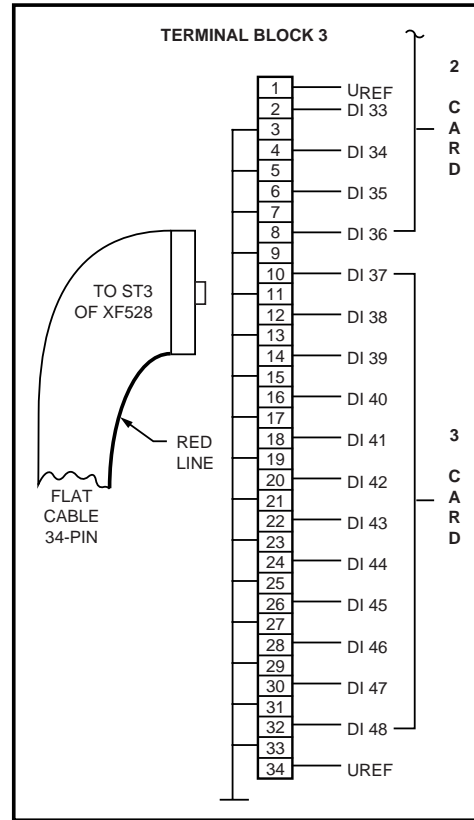 TERMINAL BLOCK 3
1 UREF
2 DI 33
3
4 DI 34
5
6 DI 35
7
8 DI 36
9
10 DI 37
11
12 DI 38
13
14 DI 39
15
16 DI 40
17
18 DI 41
19
20 DI 42
21
22 DI 43
23
24 DI 44
25
26 DI 45
27
28 DI 46
29
30 DI 47
31
32 DI 48
33
34 UREF
2
C
A
R
D
3
C
A
R
D
TO ST3
OF XF528
RED
LINE
FLAT
CABLE
34-PIN